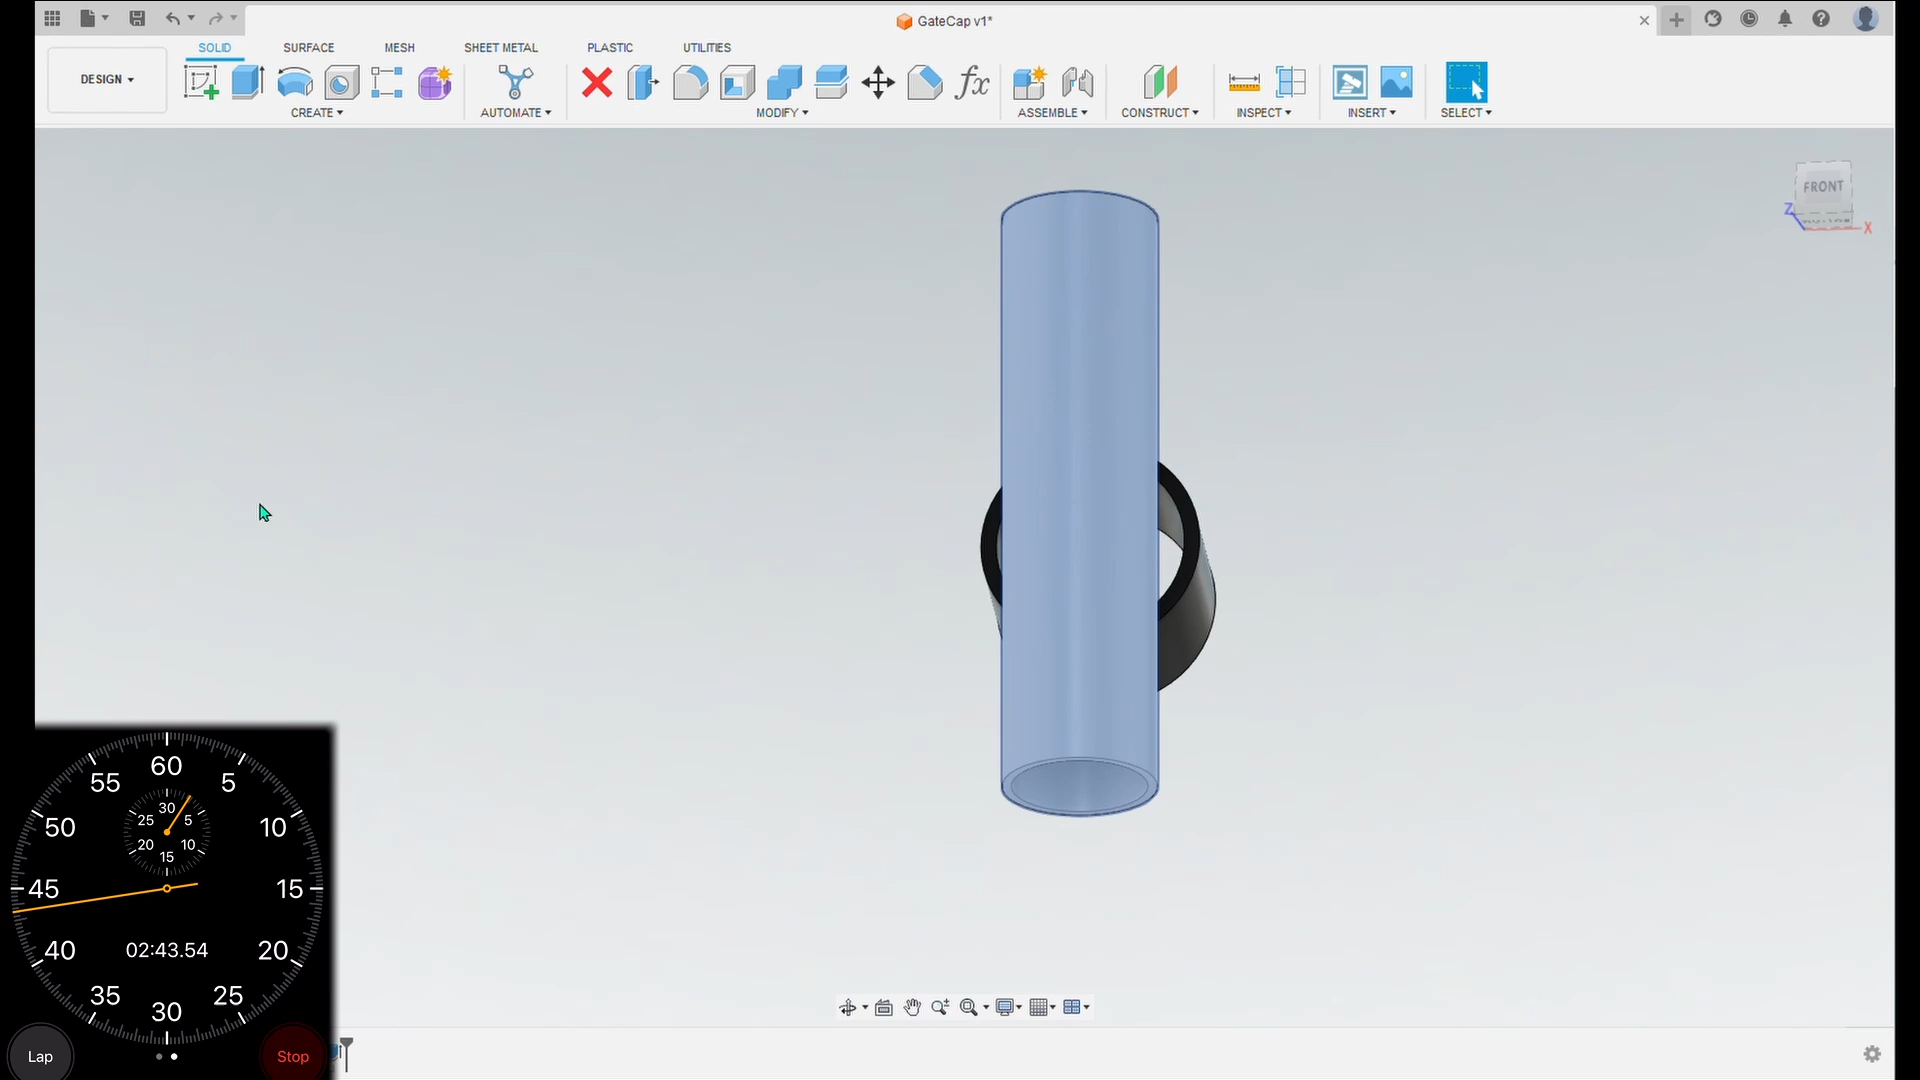 GateCap v1*
DESIGN
SOLID
SURFACE
MESH
SHEET METAL
PLASTIC
UTILITIES
fx
CREATE
AUTOMATE
MODIFY
ASSEMBLE
CONSTRUCT
INSPECT
INSERT
SELECT
FRONT
Z
X
60
55
5
30
25
5
50
10
20
10
15
45
15
40
02:43.54
20
35
25
30
Lap
Stop